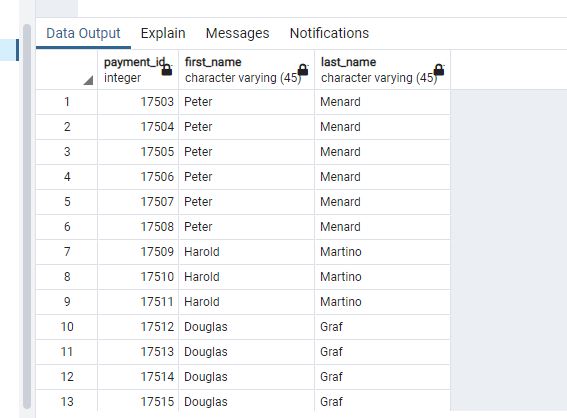 Data Output Explain Messages Notifications
payment_id first_name last_name
integer character varying (45) character varying (45)
1 17503 Peter Menard
2 17504 Peter Menard
3 17505 Peter Menard
4 17506 Peter Menard
5 17507 Peter Menard
6 17508 Peter Menard
7 17509 Harold Martino
8 17510 Harold Martino
9 17511 Harold Martino
10 17512 Douglas Graf
11 17513 Douglas Graf
12 17514 Douglas Graf
13 17515 Douglas Graf